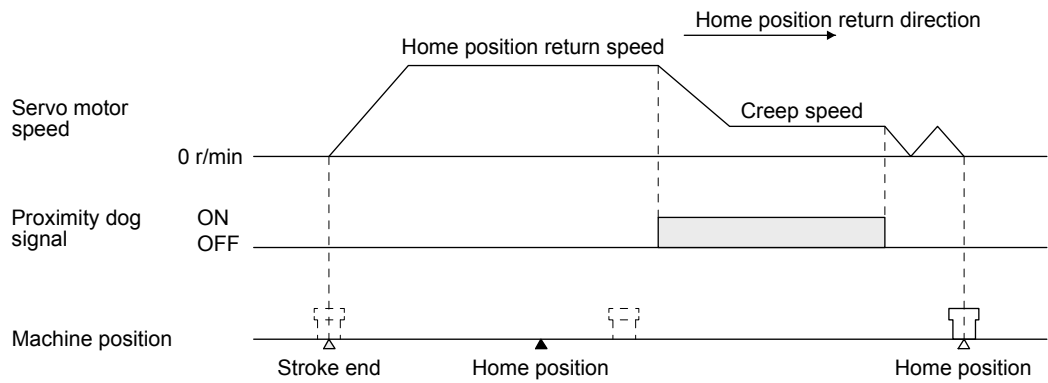 Home position return direction
Home position return speed
Servo motor
speed
Creep speed
0 r/min
Proximity dog
signal
ON
OFF
Machine position
Stroke end
Home position
Home position